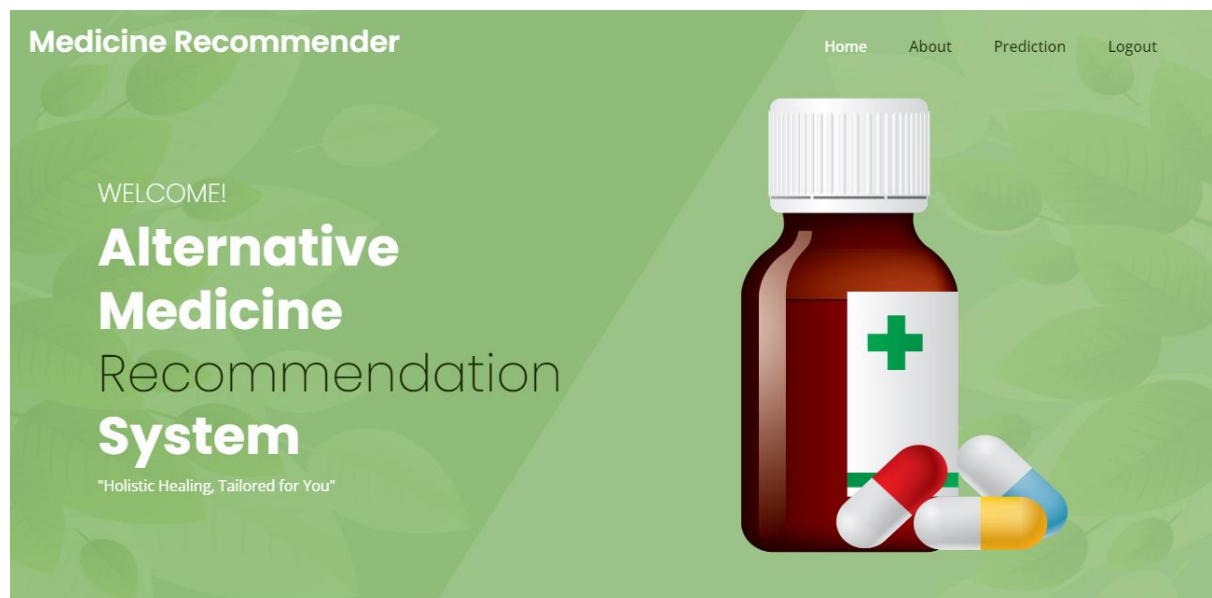 Medicine Recommender
Home About Prediction Logout
WELCOME!
Alternative
Medicine
Recommendation
System
"Holistic Healing, Tailored for You"